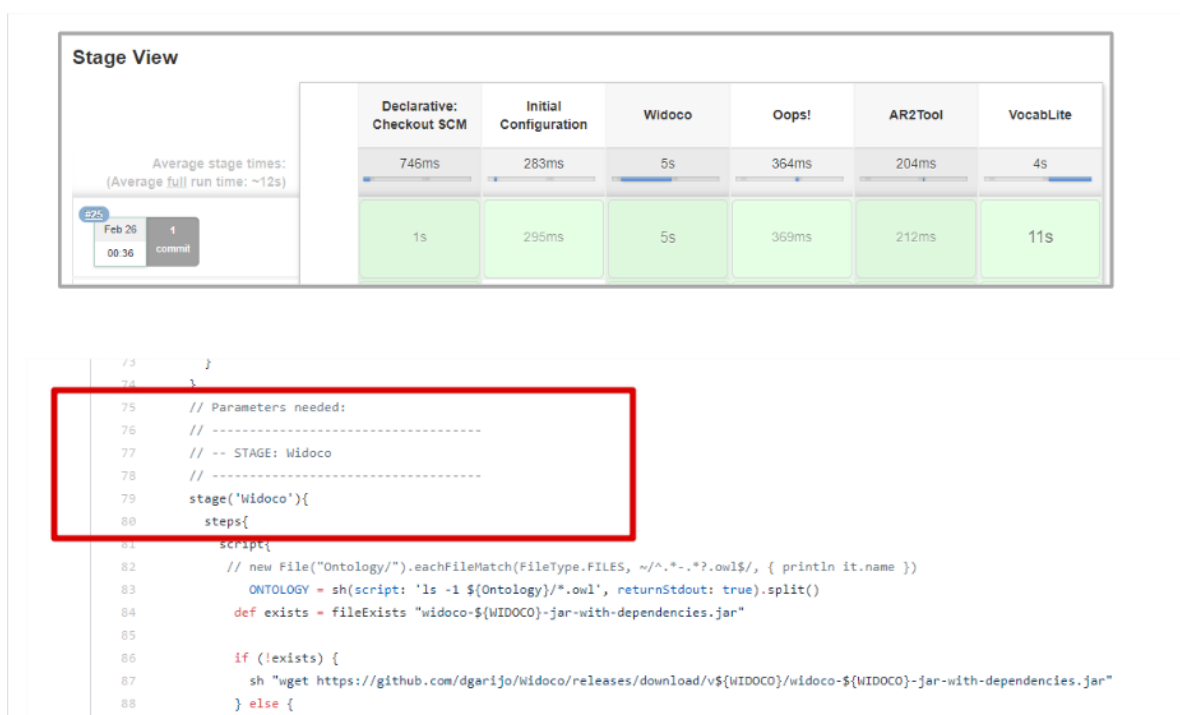 Stage View
Declarative: Checkout SCM
Initial Configuration
Widoco
Oops!
AR2Tool
VocabLite
Average stage times:
(Average full run time: ~12s)
746ms
283ms
5s
364ms
204ms
4s
#25
Feb 26
00:36
1
commit
1s
295ms
5s
369ms
212ms
11s
73 }
74 }
75 // Parameters needed:
76 // -----------------------------------
77 // -- STAGE: Widoco
78 // -----------------------------------
79 stage('Widoco'){
80 steps{
81 script{
82 // new File("Ontology/").eachFileMatch(FileType.FILES, ~/^.*-.*?.owl$/, { println it.name })
83 ONTOLOGY = sh(script: 'ls -1 ${Ontology}/*.owl', returnStdout: true).split()
84 def exists = fileExists "widoco-${WIDOCO}-jar-with-dependencies.jar"
85
86 if (!exists) {
87 sh "wget https://github.com/dgarijo/Widoco/releases/download/v${WIDOCO}/widoco-${WIDOCO}-jar-with-dependencies.jar"
88 } else {